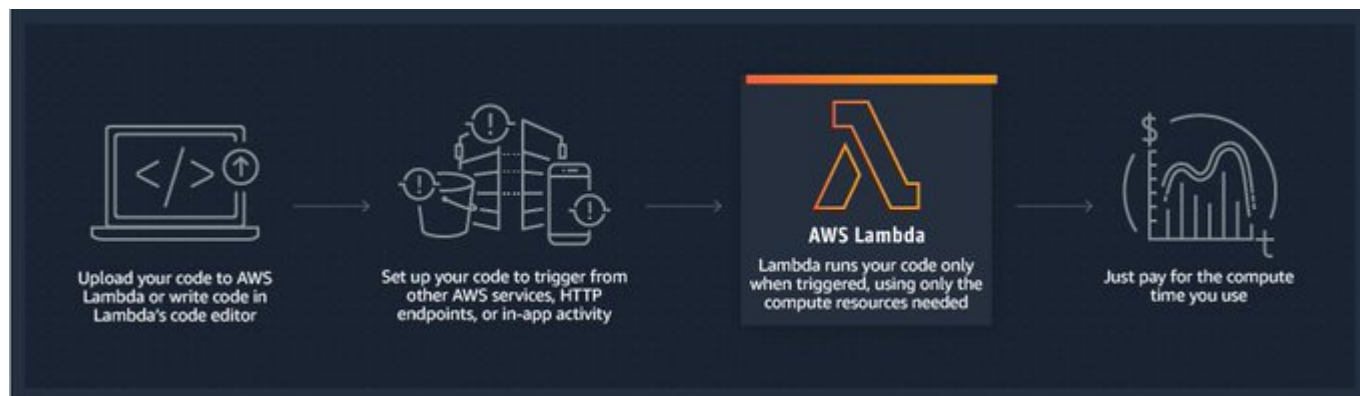 Upload your code to AWS
Lambda or write code in
Lambda's code editor
Set up your code to trigger from
other AWS services, HTTP
endpoints, or in-app activity
AWS Lambda
Lambda runs your code only
when triggered, using only the
compute resources needed
$
t
Just pay for the compute
time you use